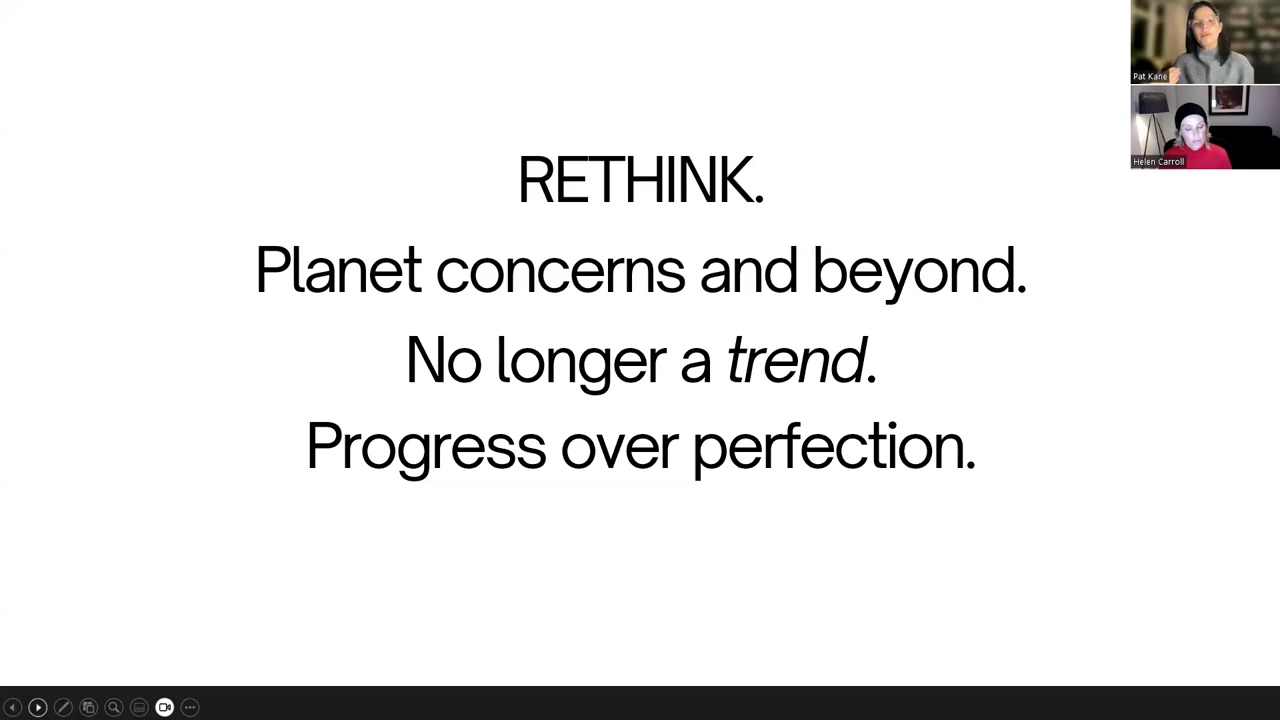 RETHINK.
Planet concerns and beyond.
No longer a trend.
Progress over perfection.
Pat Kane
Helen Carroll